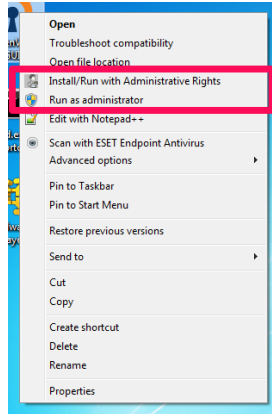 Open
Troubleshoot compatibility
Open file location
Install/Run with Administrative Rights
Run as administrator
Edit with Notepad++
Scan with ESET Endpoint Antivirus
Advanced options
Pin to Taskbar
Pin to Start Menu
Restore previous versions
Send to
Cut
Copy
Create shortcut
Delete
Rename
Properties